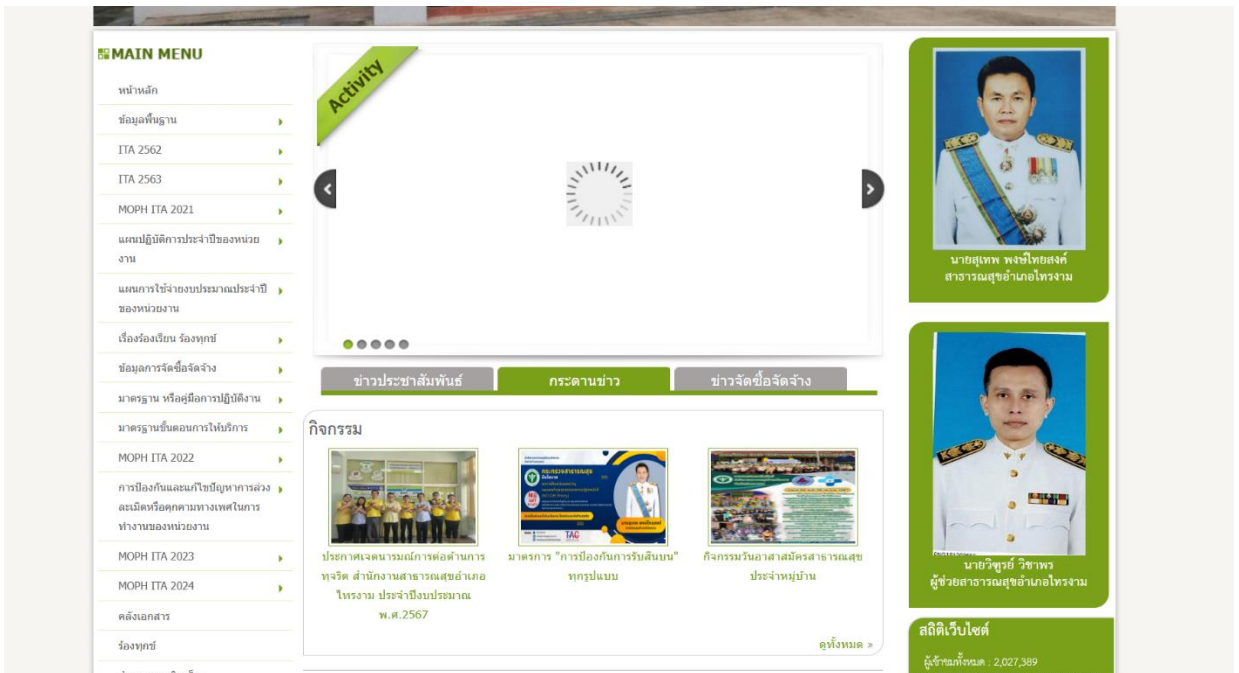 MAIN MENU
หน้าหลัก
ข้อมูลพื้นฐาน
ITA 2562
ITA 2563
MOPH ITA 2021
แผนปฏิบัติการประจำปีของหน่วย
งาน
แผนการใช้จ่ายงบประมาณประจำปี
ของหน่วยงาน
เรื่องร้องเรียน ร้องทุกข์
ข้อมูลการจัดซื้อจัดจ้าง
มาตรฐาน หรือคู่มือการปฏิบัติงาน
มาตรฐานขั้นตอนการให้บริการ
MOPH ITA 2022
การป้องกันและแก้ไขปัญหาการล่วง
ละเมิดหรือคุกคามทางเพศในการ
ทำงานของหน่วยงาน
MOPH ITA 2023
MOPH ITA 2024
คลังเอกสาร
ร้องทุกข์
Activity
ข่าวประชาสัมพันธ์
กระดานข่าว
ข่าวจัดซื้อจัดจ้าง
กิจกรรม
ประกาศเจตนารมณ์การต่อต้านการ
ทุจริต สำนักงานสาธารณสุขอำเภอ
ไทรงาม ประจำปีงบประมาณ
พ.ศ.2567
มาตรการ "การป้องกันการรับสินบน"
ทุกรูปแบบ
กิจกรรมวันอาสาสมัครสาธารณสุข
ประจำหมู่บ้าน
ดูทั้งหมด »
นายสุเทพ พงษ์ไทยสงค์
สาธารณสุขอำเภอไทรงาม
นายวิฑูรย์ วิชาพร
ผู้ช่วยสาธารณสุขอำเภอไทรงาม
สถิติเว็บไซต์
ผู้เข้าชมทั้งหมด : 2,027,389